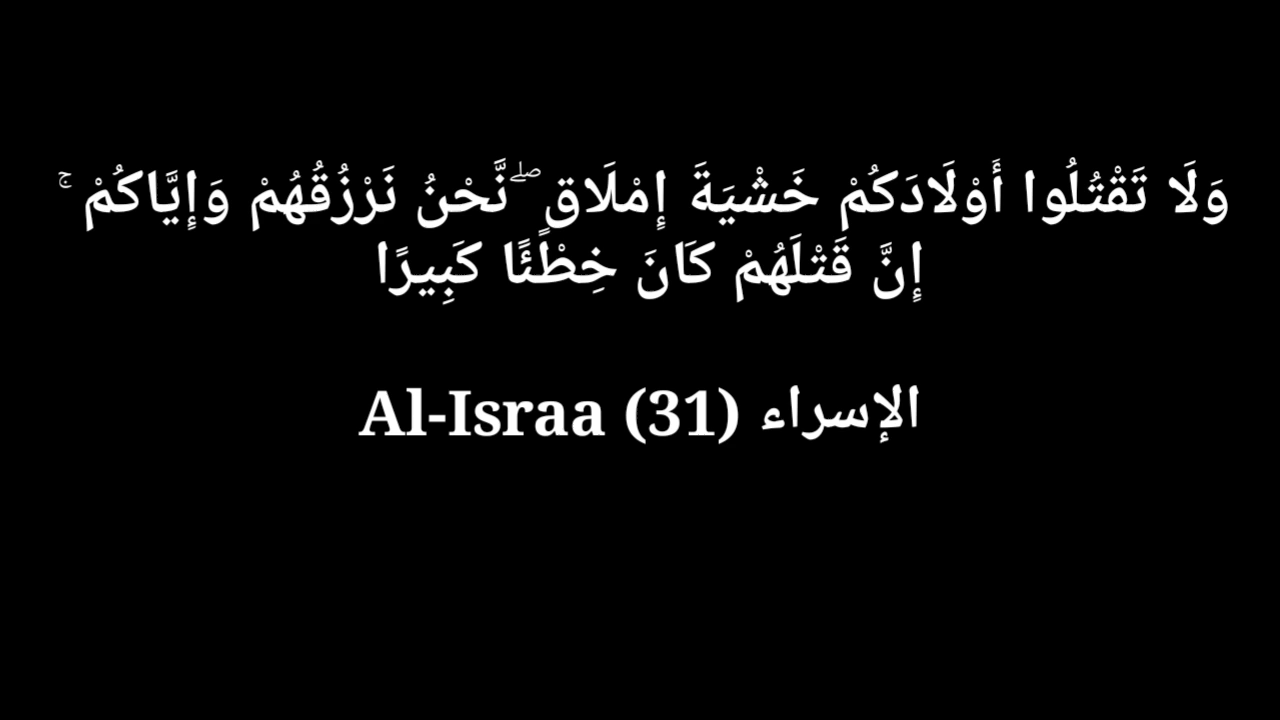 وَلَا تَقْتُلُوا أَوْلَادَكُمْ خَشْيَةَ إِمْلَاقٍ ۖ نَّحْنُ نَرْزُقُهُمْ وَإِيَّاكُمْ ۚ
إِنَّ قَتْلَهُمْ كَانَ خِطْئًا كَبِيرًا
Al-Israa (31) الإسراء